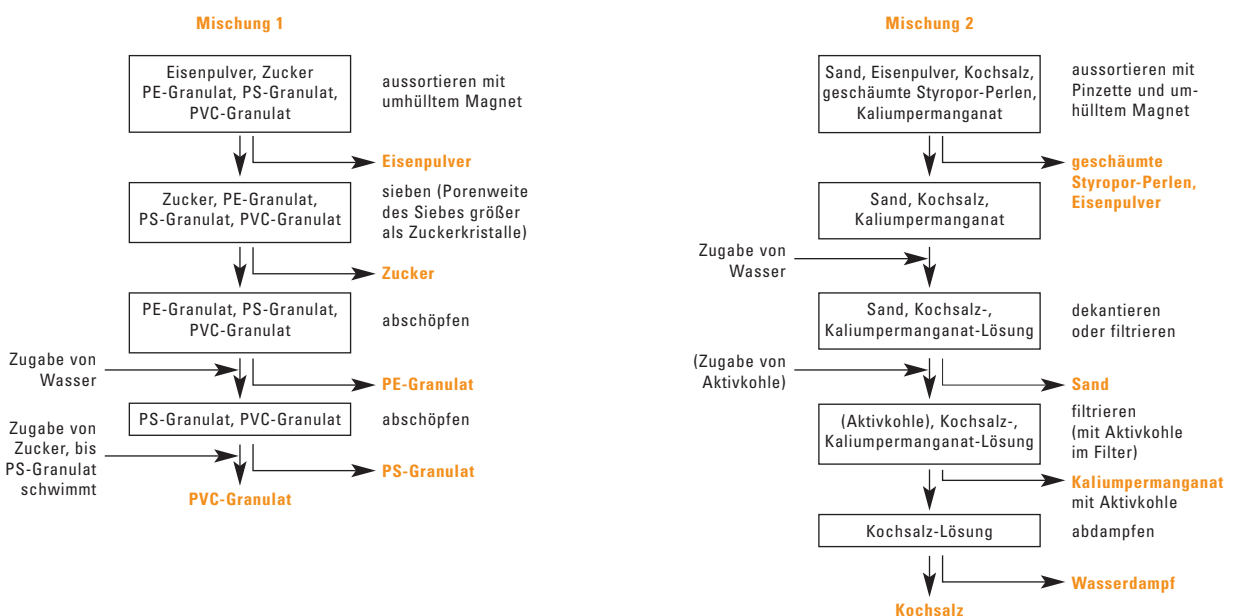 Mischung 1
Eisenpulver, Zucker
PE-Granulat, PS-Granulat,
PVC-Granulat
aussortieren mit
umhülltem Magnet
Eisenpulver
Zucker, PE-Granulat,
PS-Granulat, PVC-Granulat
sieben (Porenweite
des Siebes größer
als Zuckerkristalle)
Zucker
PE-Granulat, PS-Granulat,
PVC-Granulat
abschöpfen
Zugabe von
Wasser
PE-Granulat
PS-Granulat, PVC-Granulat
abschöpfen
Zugabe von
Zucker, bis
PS-Granulat
schwimmt
PS-Granulat
PVC-Granulat
Mischung 2
Sand, Eisenpulver, Kochsalz,
geschäumte Styropor-Perlen,
Kaliumpermanganat
aussortieren mit
Pinzette und um-
hülltem Magnet
geschäumte
Styropor-Perlen,
Eisenpulver
Sand, Kochsalz,
Kaliumpermanganat
Zugabe von
Wasser
Sand, Kochsalz-,
Kaliumpermanganat-Lösung
dekantieren
oder filtrieren
(Zugabe von
Aktivkohle)
Sand
(Aktivkohle), Kochsalz-,
Kaliumpermanganat-Lösung
filtrieren
(mit Aktivkohle
im Filter)
Kaliumpermanganat
mit Aktivkohle
Kochsalz-Lösung
abdampfen
Wasserdampf
Kochsalz